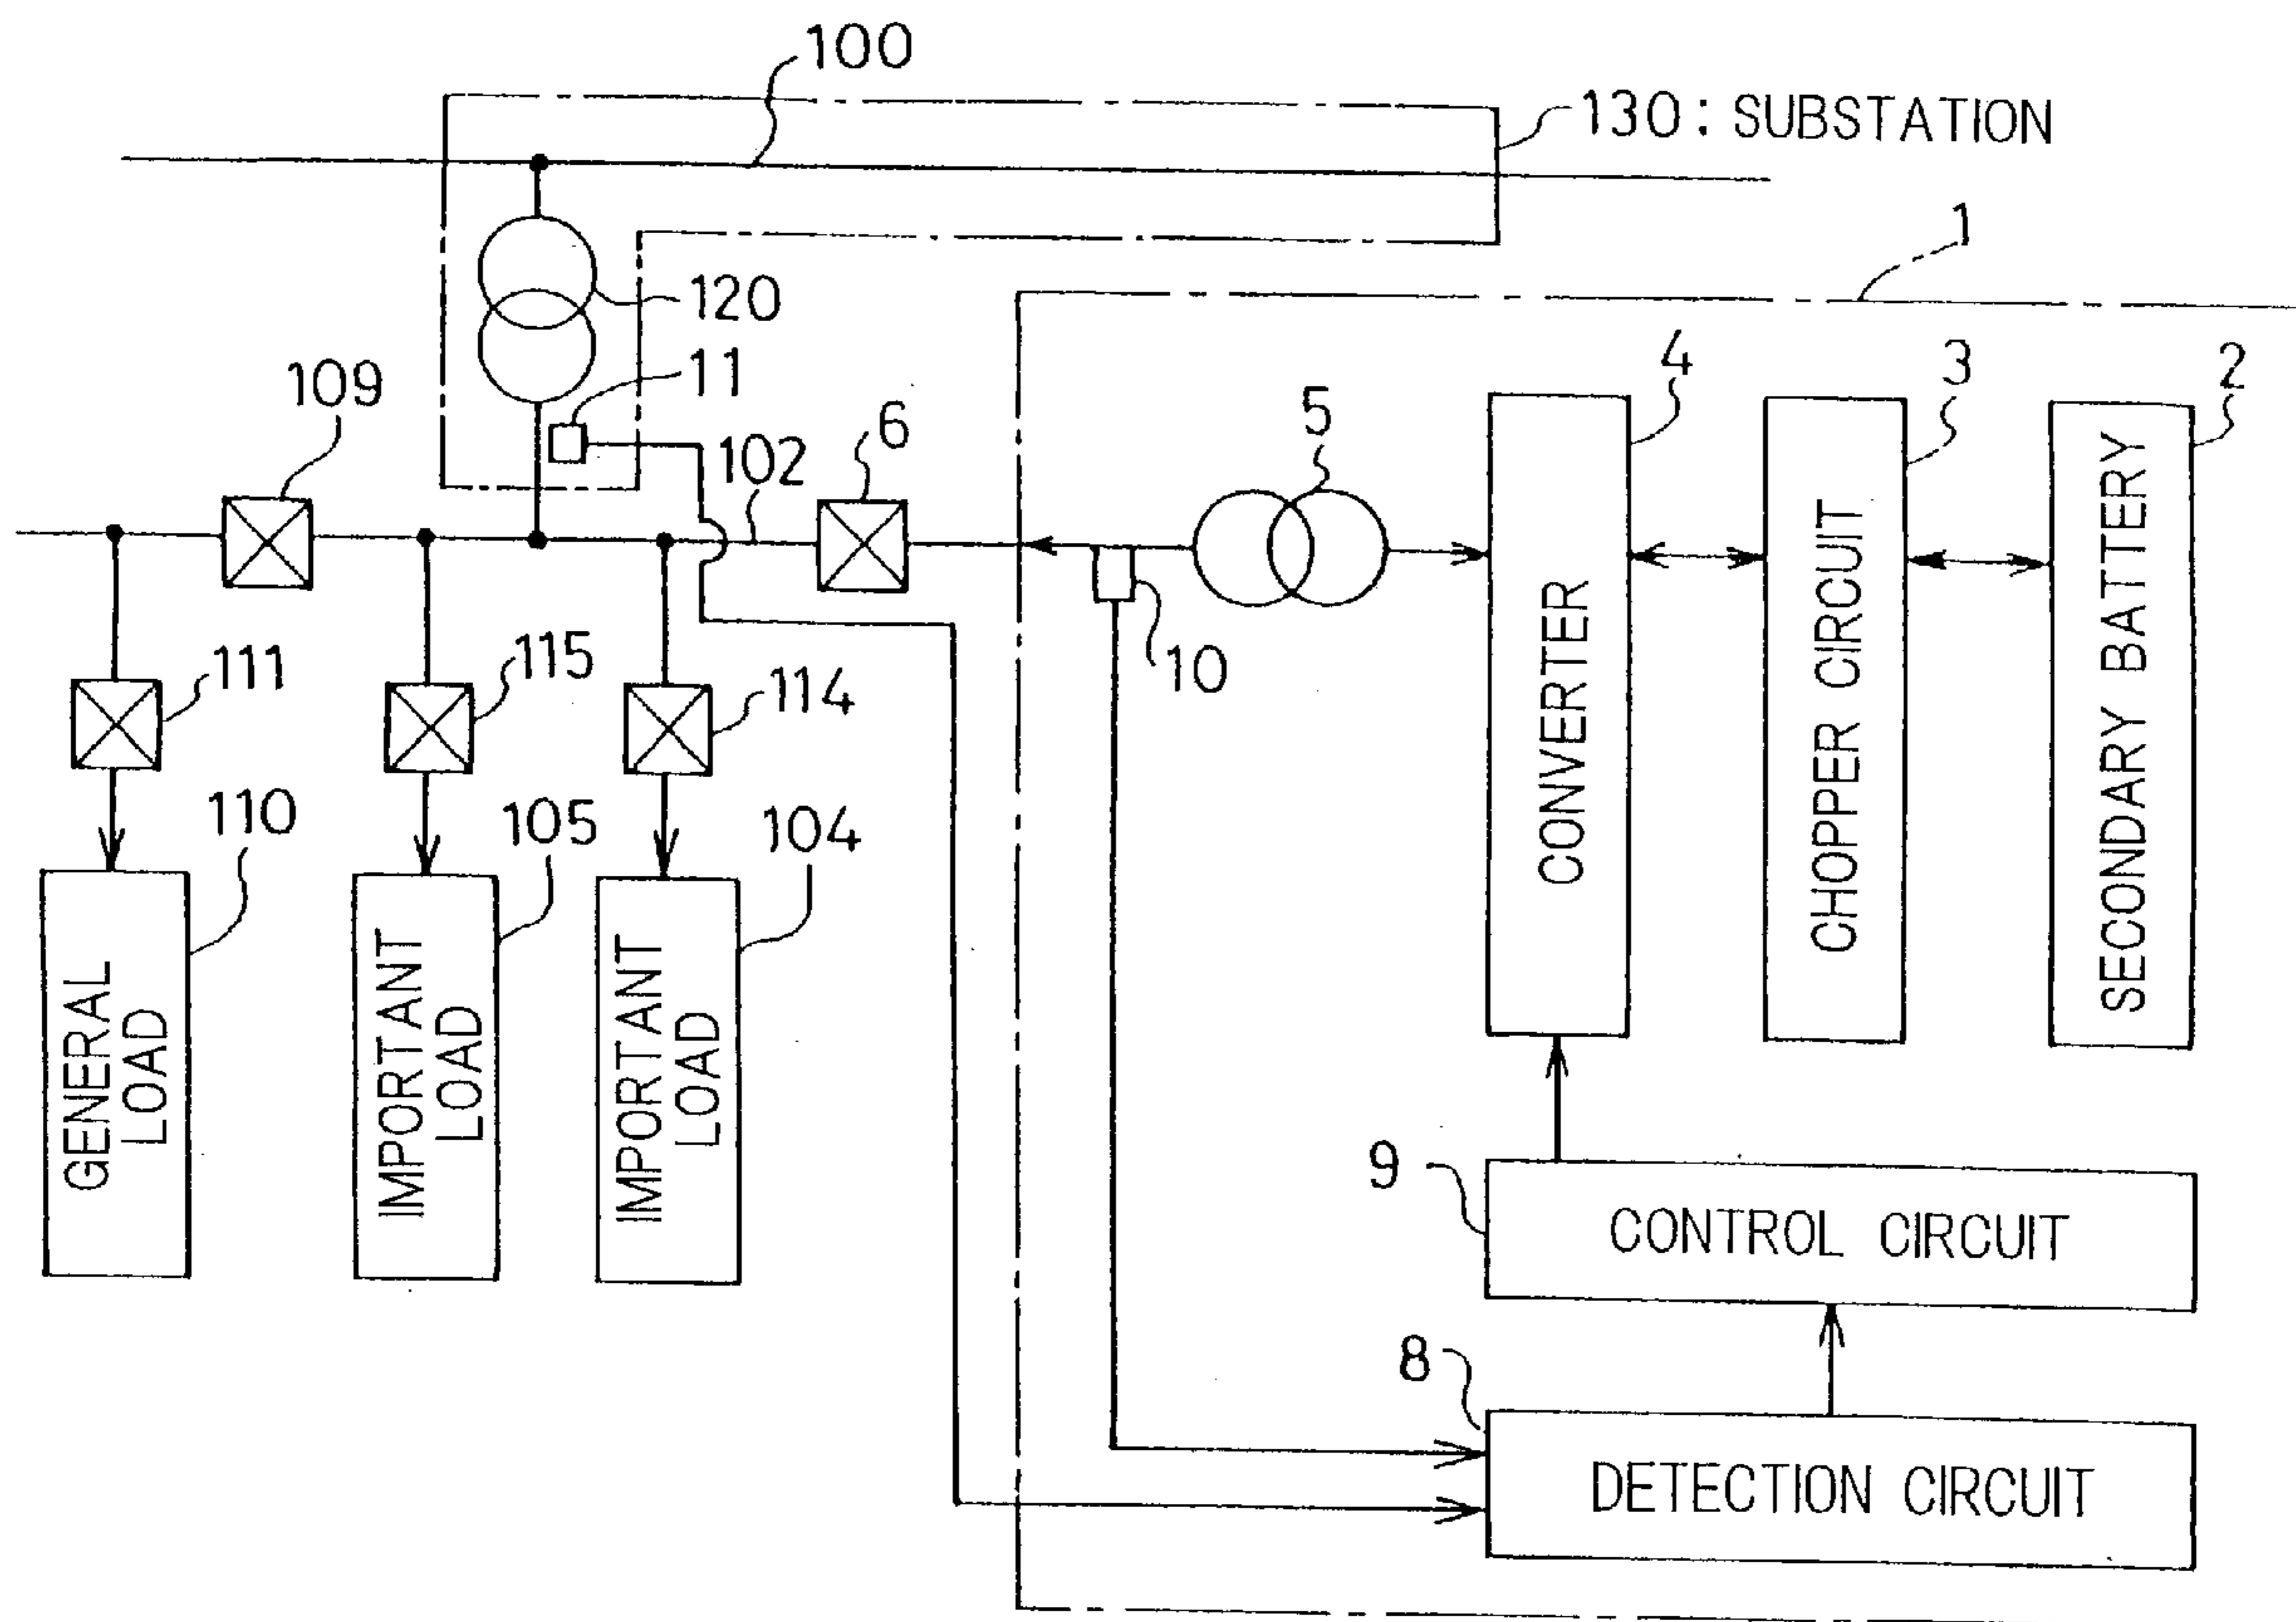 100
130: SUBSTATION
1
120
11
109
6
102
5
4
3
2
10
111
115
114
110
105
104
CONVERTER
CHOPPER CIRCUIT
SECONDARY BATTERY
GENERAL
LOAD
IMPORTANT
LOAD
IMPORTANT
LOAD
9
CONTROL CIRCUIT
8
DETECTION CIRCUIT